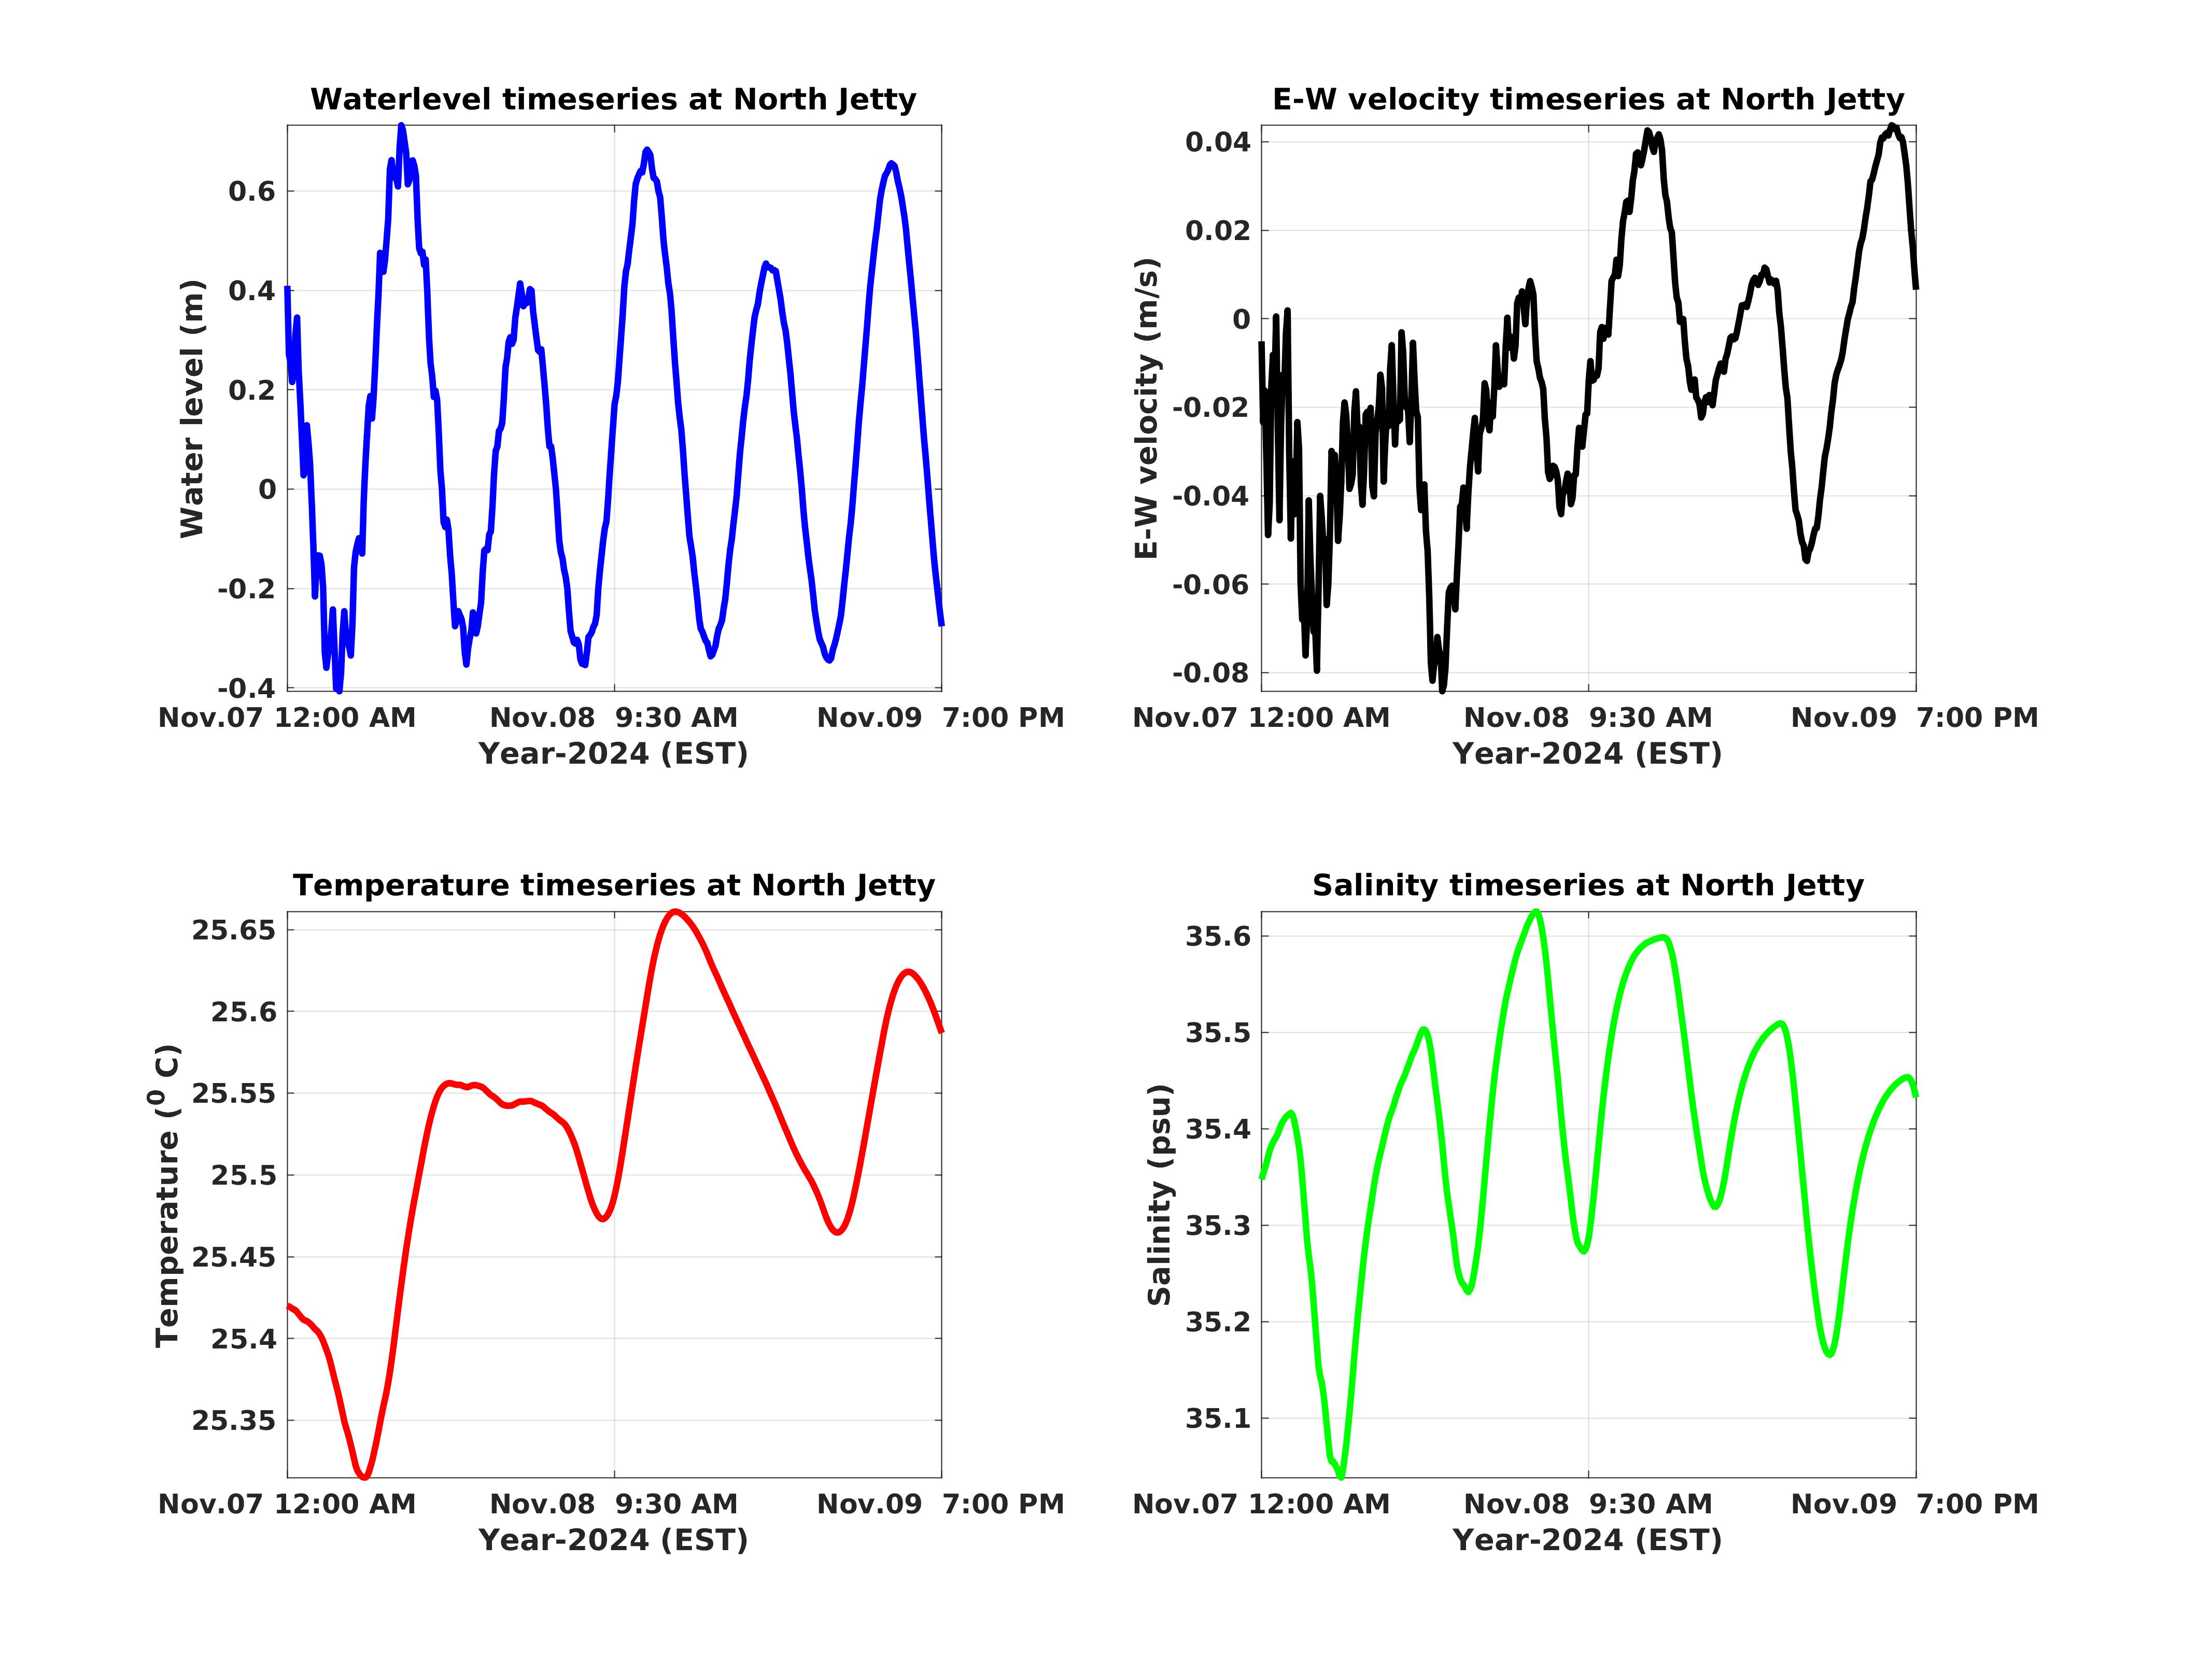 Waterlevel timeseries at North Jetty
0.6
0.4
0.2
0
-0.2
-0.4
Water level (m)
Nov.07 12:00 AM Nov.08 9:30 AM Nov.09 7:00 PM
Year-2024 (EST)
E-W velocity timeseries at North Jetty
0.04
0.02
0
-0.02
-0.04
-0.06
-0.08
E-W velocity (m/s)
Nov.07 12:00 AM Nov.08 9:30 AM Nov.09 7:00 PM
Year-2024 (EST)
Temperature timeseries at North Jetty
25.65
25.6
25.55
25.5
25.45
25.4
25.35
Temperature (⁰ C)
Nov.07 12:00 AM Nov.08 9:30 AM Nov.09 7:00 PM
Year-2024 (EST)
Salinity timeseries at North Jetty
35.6
35.5
35.4
35.3
35.2
35.1
Salinity (psu)
Nov.07 12:00 AM Nov.08 9:30 AM Nov.09 7:00 PM
Year-2024 (EST)